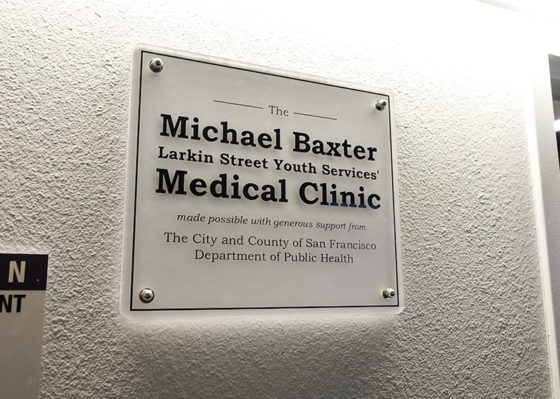 The
Michael Baxter
Larkin Street Youth Services'
Medical Clinic
made possible with generous support from
The City and County of San Francisco
Department of Public Health
N
NT